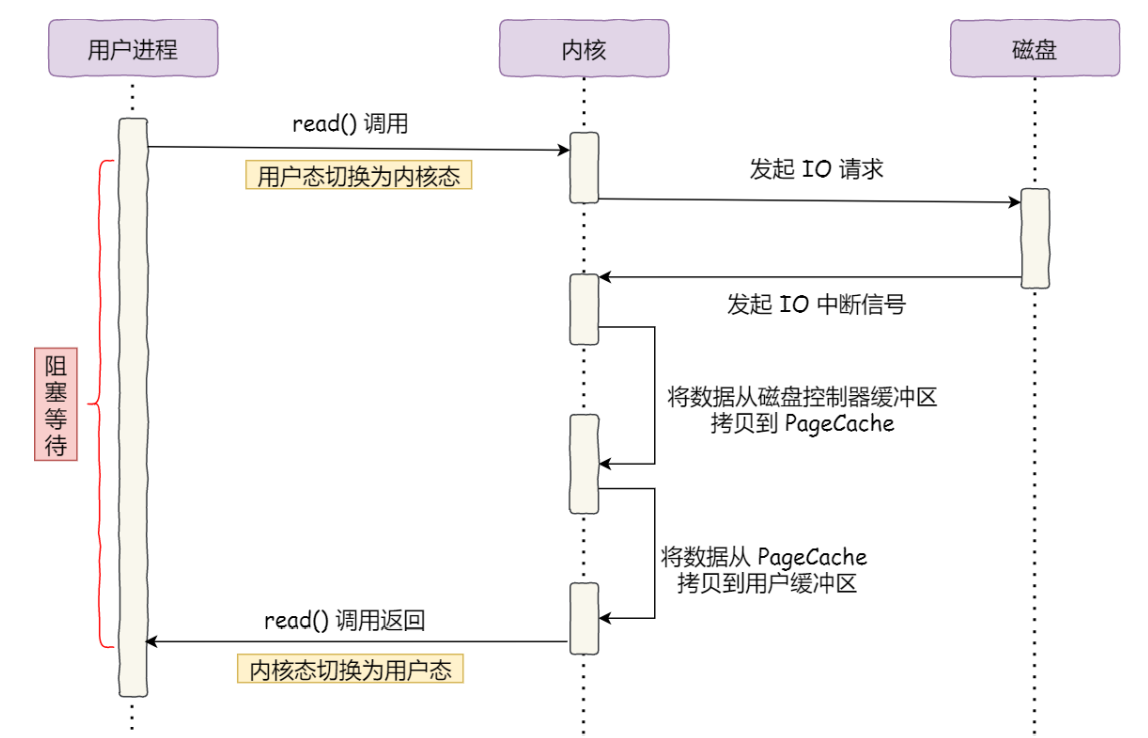 用户进程
内核
磁盘
read() 调用
用户态切换为内核态
发起 IO 请求
发起 IO 中断信号
阻
塞
等
待
将数据从磁盘控制器缓冲区
拷贝到 PageCache
将数据从 PageCache
拷贝到用户缓冲区
read() 调用返回
内核态切换为用户态